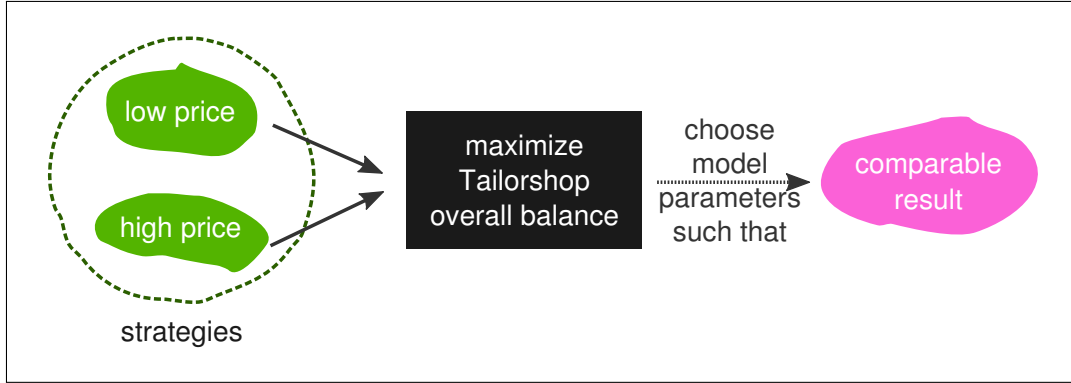 low price
high price
strategies
maximize
Tailorshop
overall balance
choose
model
parameters
such that
comparable
result